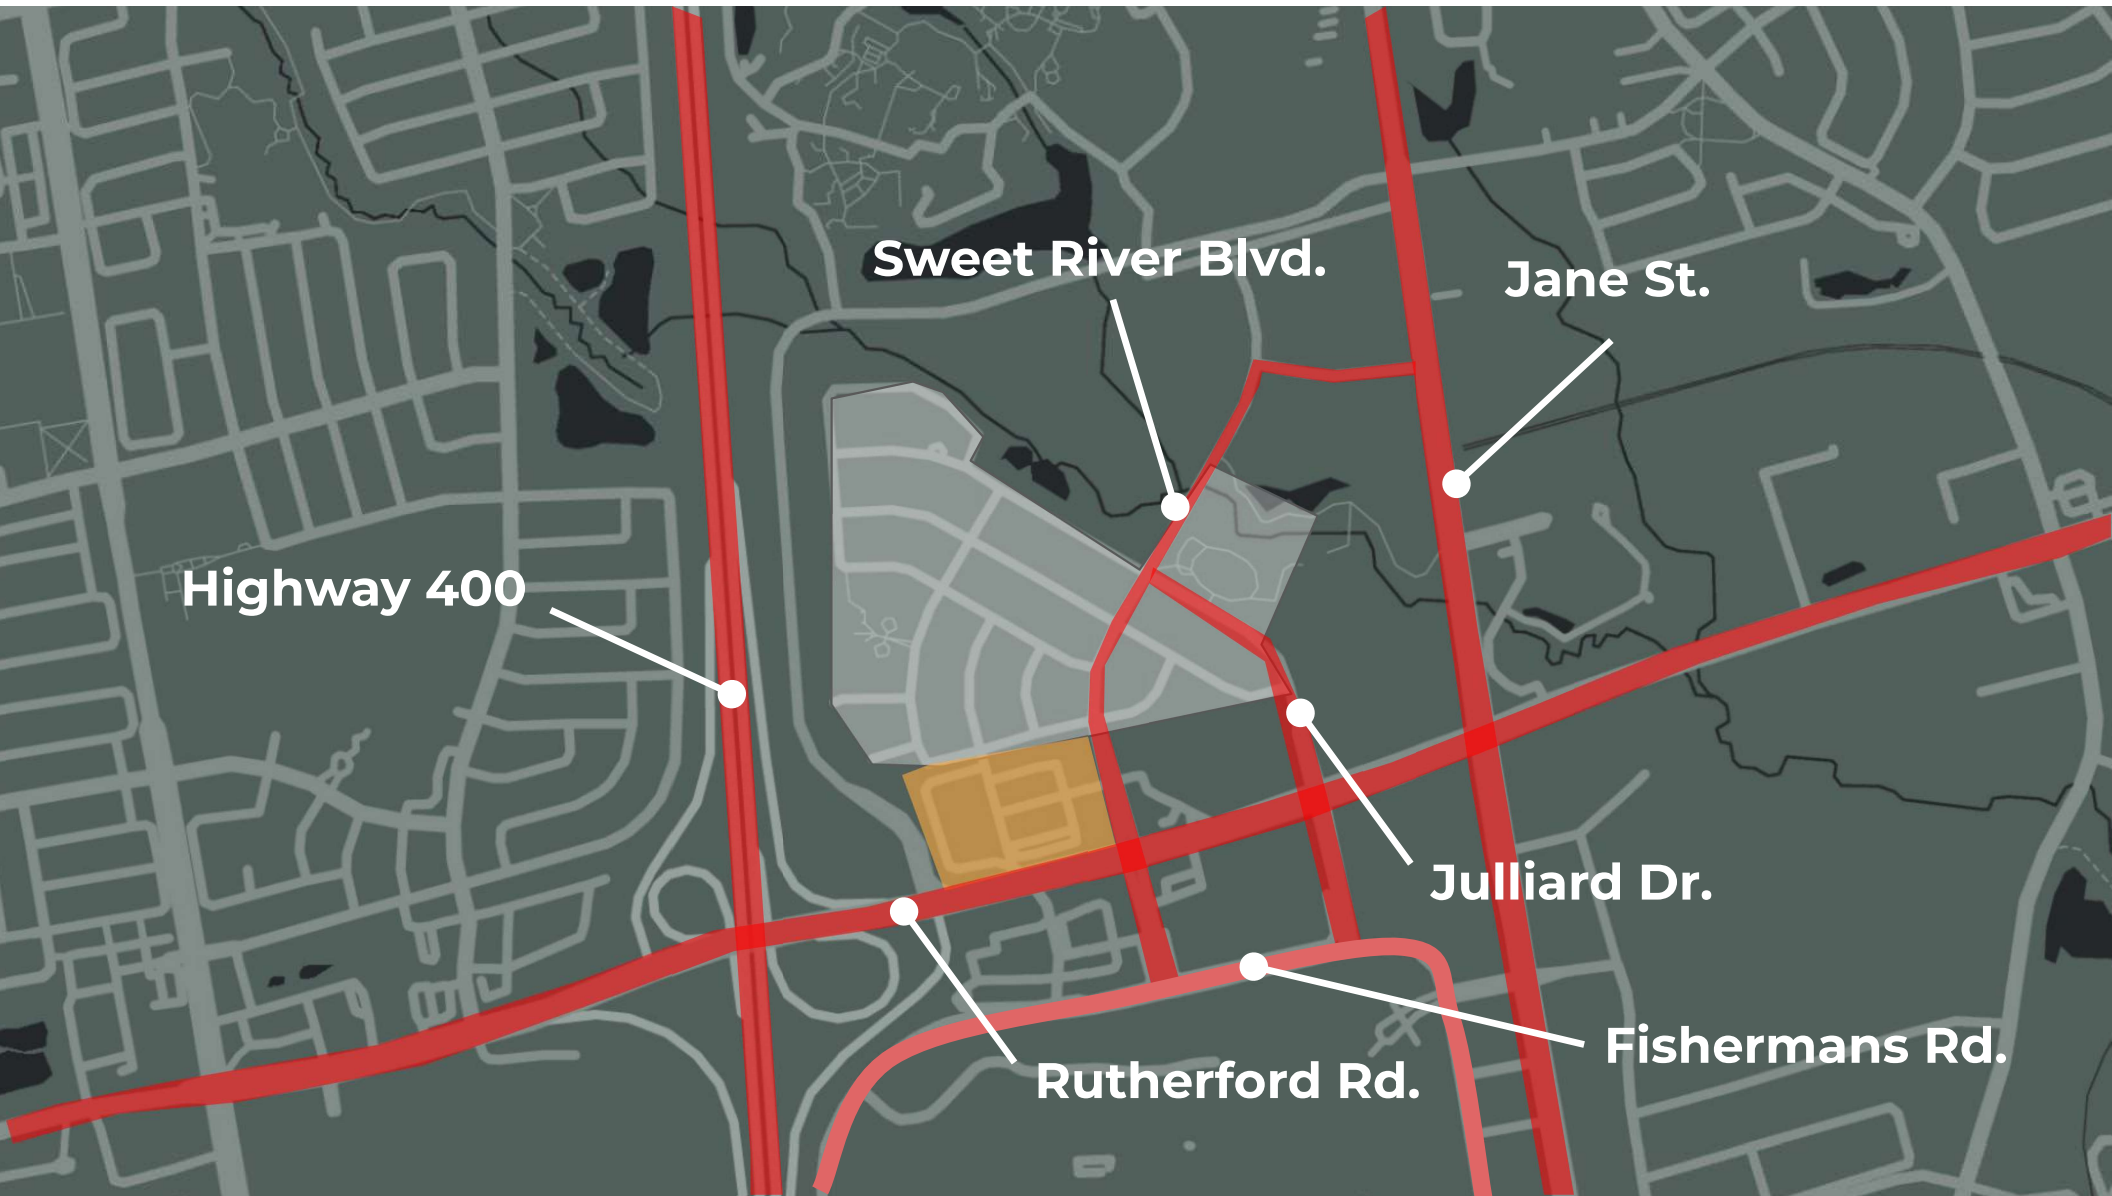 Sweet River Blvd.
Jane St.
Highway 400
Julliard Dr.
Fishermans Rd.
Rutherford Rd.